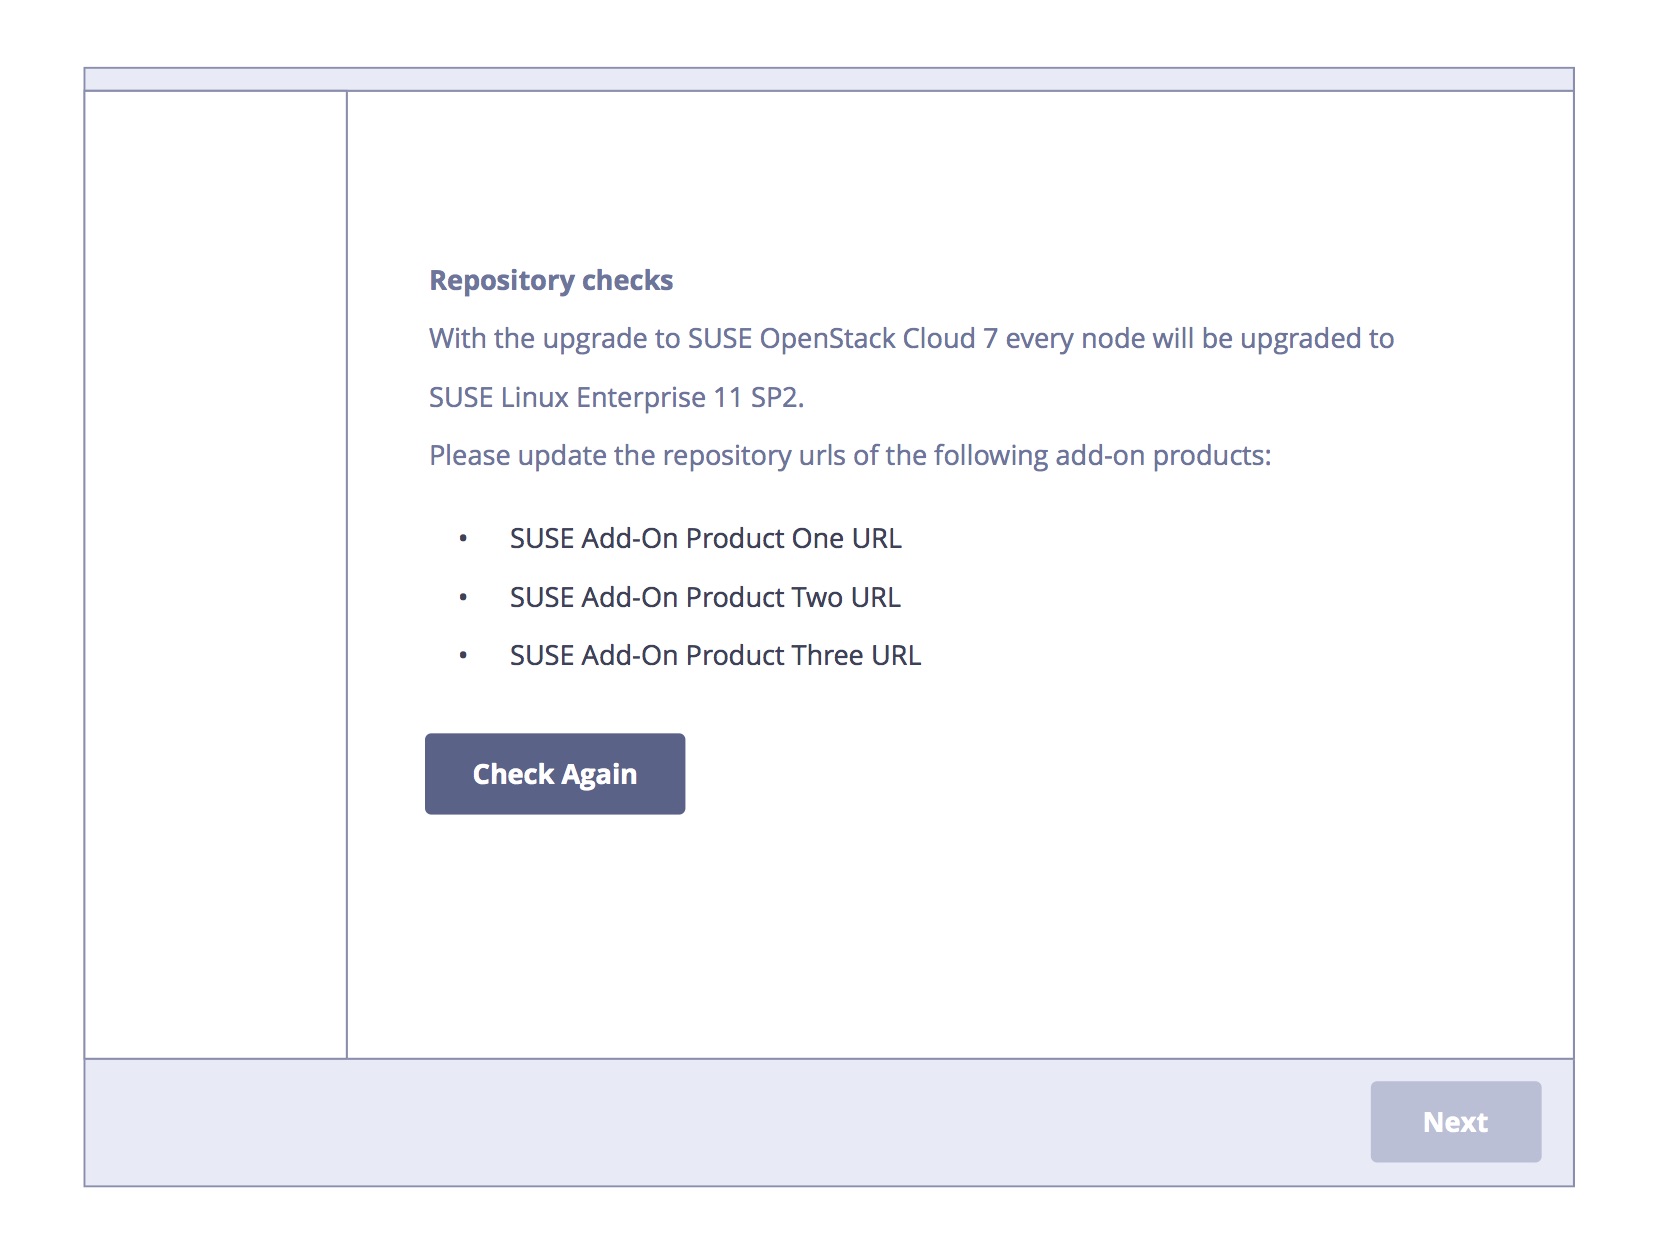 Repository checks
With the upgrade to SUSE OpenStack Cloud 7 every node will be upgraded to
SUSE Linux Enterprise 11 SP2.
Please update the repository urls of the following add-on products:
• SUSE Add-On Product One URL
• SUSE Add-On Product Two URL
• SUSE Add-On Product Three URL
Check Again
Next